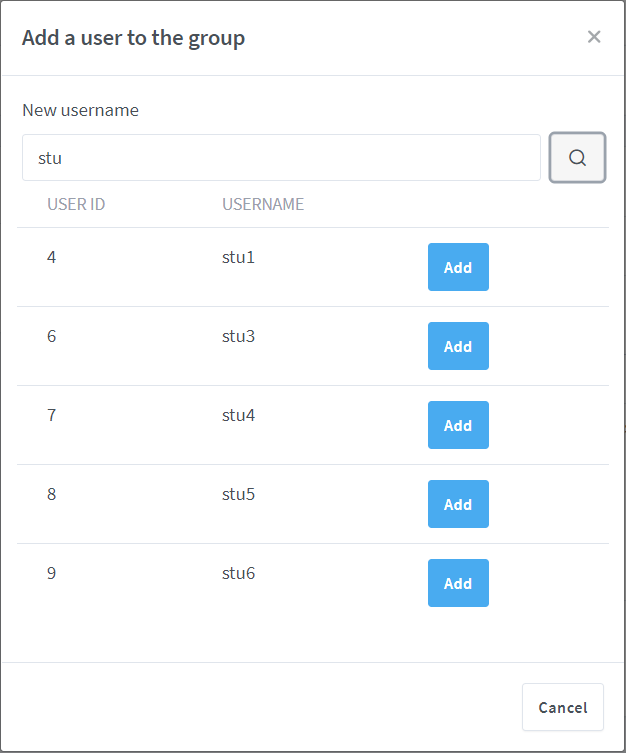 Add a user to the group
New username
stu
USER ID USERNAME
4 stu1 Add
6 stu3 Add
7 stu4 Add
8 stu5 Add
9 stu6 Add
Cancel